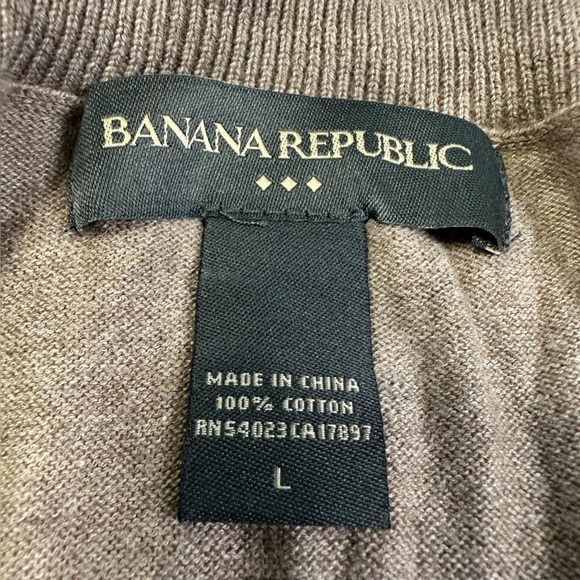 BANANA REPUBLIC
MADE IN CHINA
100% COTTON
RN54023CA17897
L